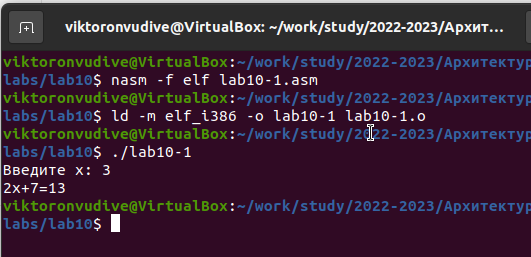 viktoronvudive@VirtualBox: ~/work/study/2022-2023/Архит…
viktoronvudive@VirtualBox:~/work/study/2022-2023/Архитектур
labs/lab10$ nasm -f elf lab10-1.asm
viktoronvudive@VirtualBox:~/work/study/2022-2023/Архитектур
labs/lab10$ ld -m elf_i386 -o lab10-1 lab10-1.o
viktoronvudive@VirtualBox:~/work/study/2022-2023/Архитектур
labs/lab10$ ./lab10-1
Введите x: 3
2x+7=13
viktoronvudive@VirtualBox:~/work/study/2022-2023/Архитектур
labs/lab10$